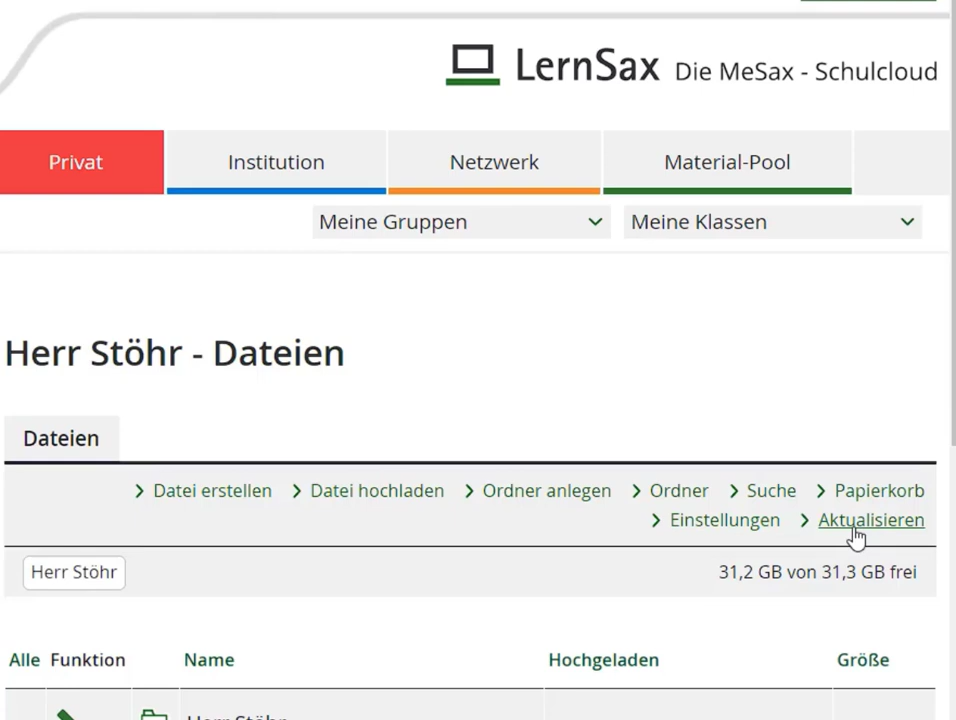 LernSax Die MeSax - Schulcloud
Privat Institution Netzwerk Material-Pool
Meine Gruppen Meine Klassen
Herr Stöhr - Dateien
Dateien
Datei erstellen Datei hochladen Ordner anlegen Ordner Suche Papierkorb
Einstellungen Aktualisieren
Herr Stöhr 31,2 GB von 31,3 GB frei
Alle Funktion Name Hochgeladen Größe
Herr Stöhr